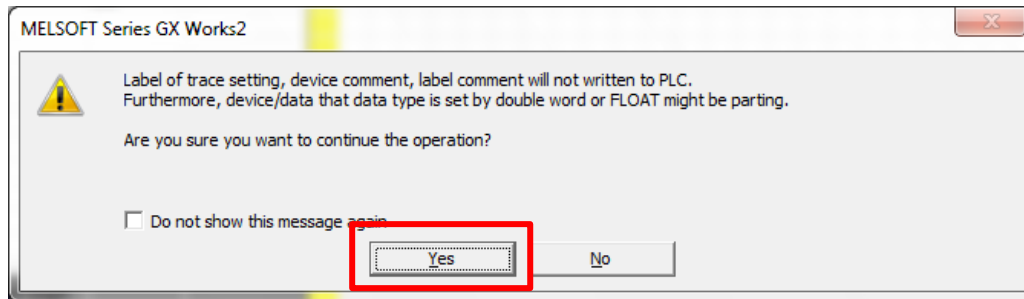 MELSOFT Series GX Works2
Label of trace setting, device comment, label comment will not written to PLC.
Furthermore, device/data that data type is set by double word or FLOAT might be parting.
Are you sure you want to continue the operation?
Do not show this message again
Yes
No